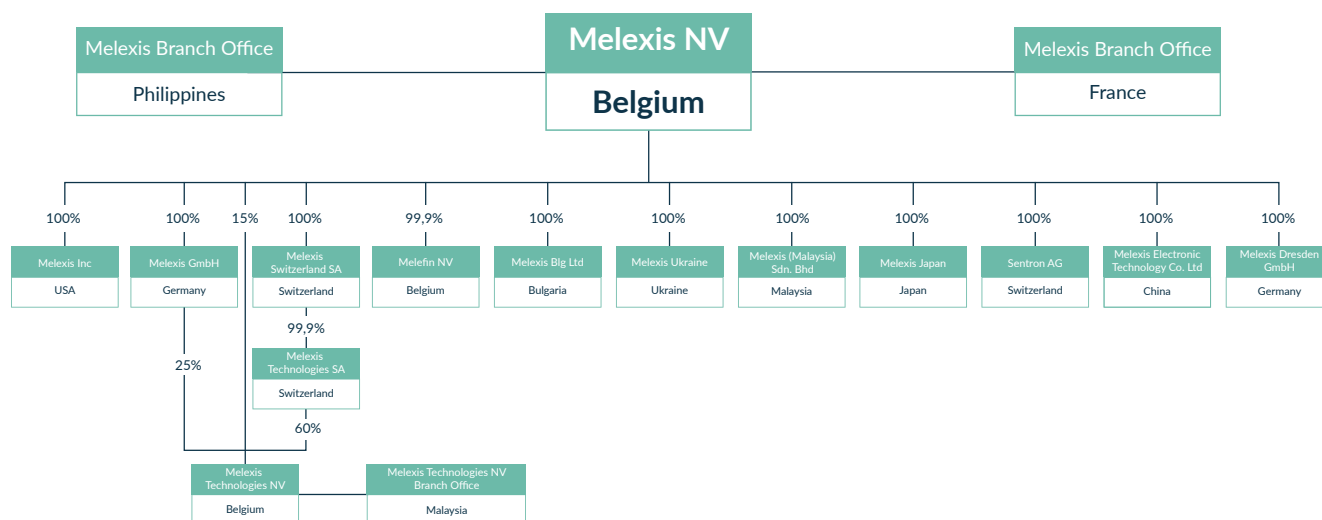 Melexis Branch Office
Philippines
Melexis NV
Belgium
Melexis Branch Office
France
100%
100%
15%
100%
99,9%
100%
100%
100%
100%
100%
100%
100%
Melexis Inc
USA
Melexis GmbH
Germany
Melexis
Switzerland SA
Switzerland
Melefin NV
Belgium
Melexis Blg Ltd
Bulgaria
Melexis Ukraine
Ukraine
Melexis (Malaysia)
Sdn. Bhd
Malaysia
Melexis Japan
Japan
Sentron AG
Switzerland
Melexis Electronic
Technology Co. Ltd
China
Melexis Dresden
GmbH
Germany
99,9%
25%
Melexis
Technologies SA
Switzerland
60%
Melexis
Technologies NV
Belgium
Melexis Technologies NV
Branch Office
Malaysia